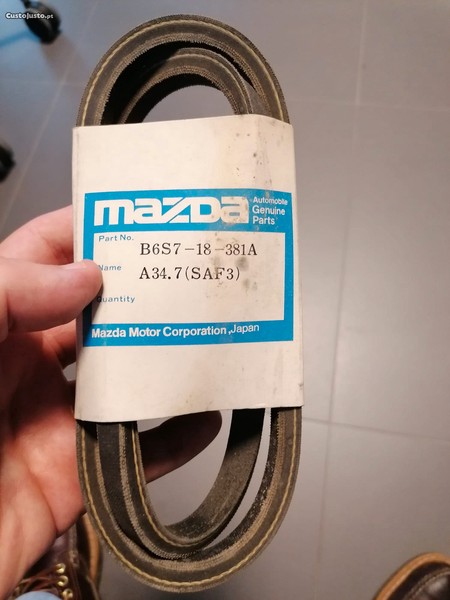 CustoJusto.pt
mazda
Automobile
Genuine
Parts
Part No.
B6S7-18-381A
Name
A34.7(SAF3)
Quantity
Mazda Motor Corporation, Japan